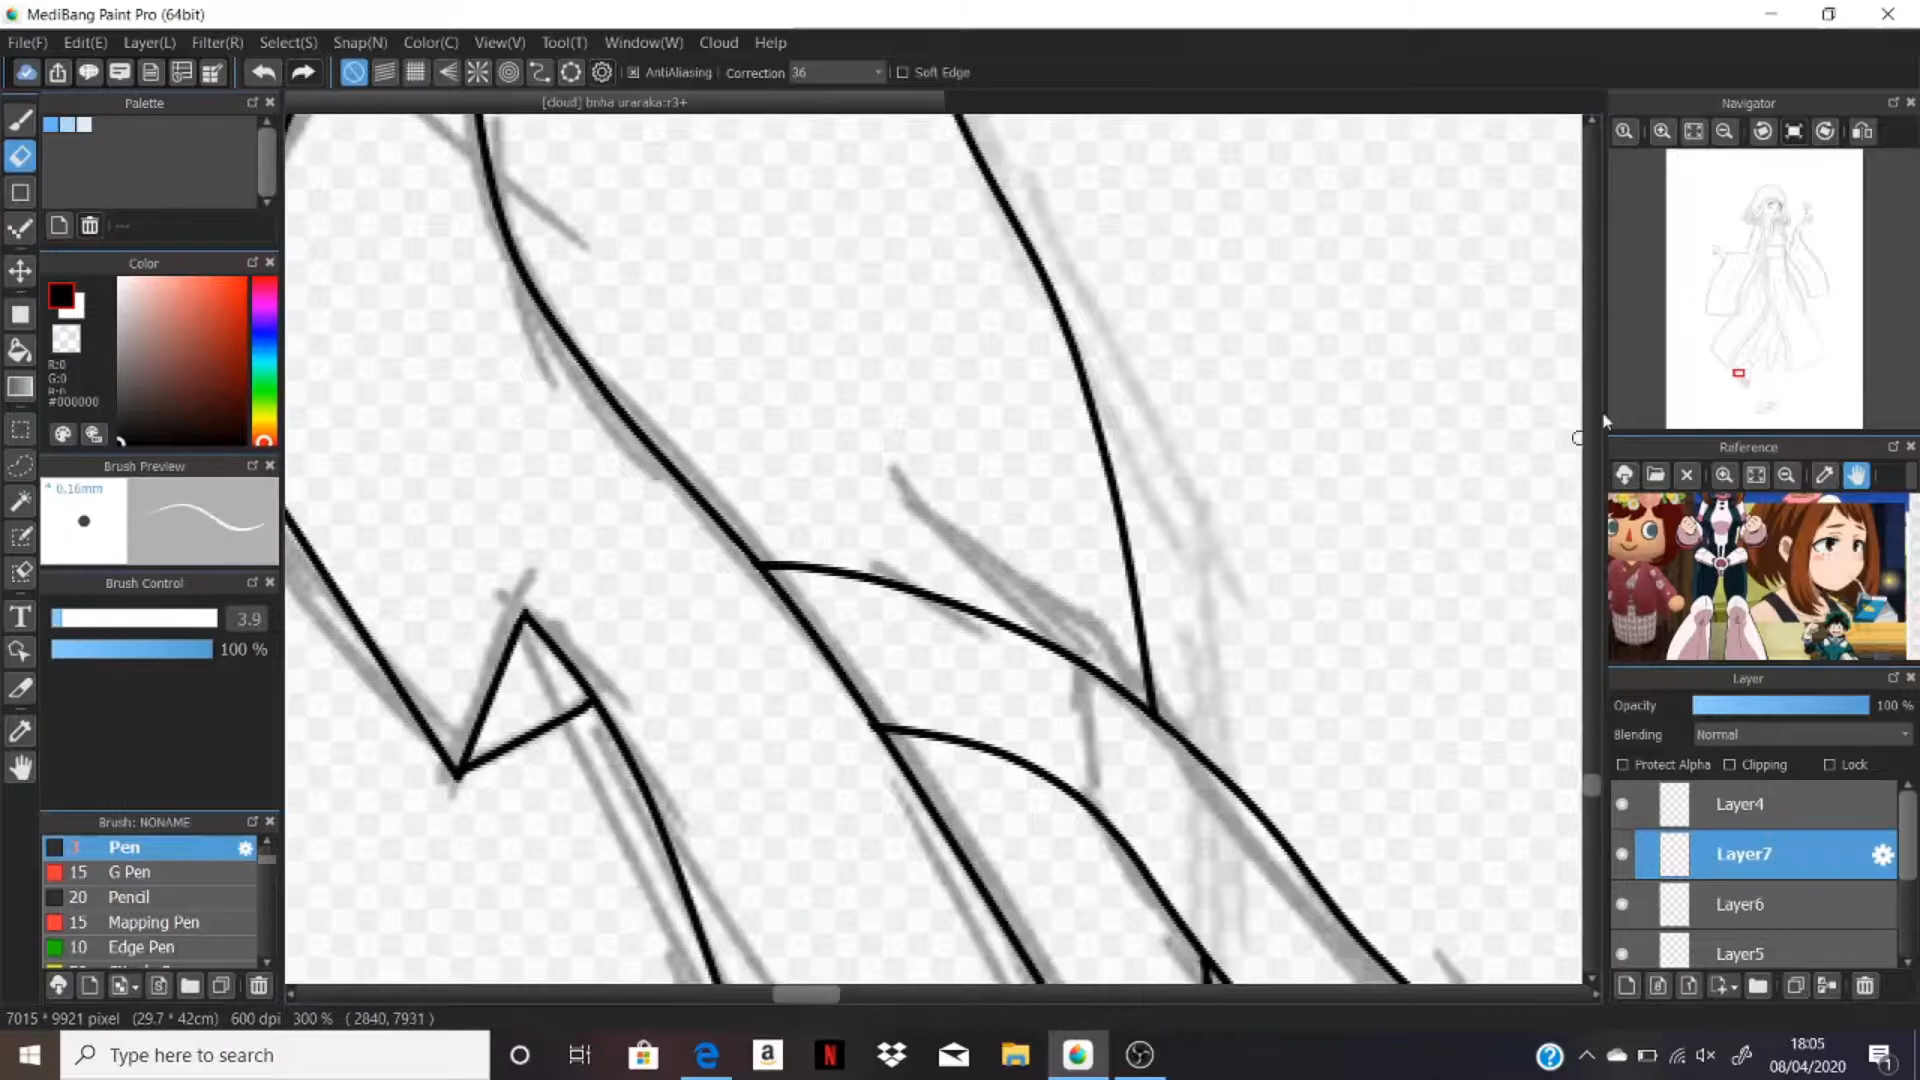 MediBang Paint Pro (64bit)
File(F) Edit(E) Layer(L) Filter(R) Select(S) Snap(N) Color(C) View(V) Tool(T) Window(W) Cloud Help
AntiAliasing Correction 36 Soft Edge
Palette
[cloud] bnha uraraka:r3+
Navigator
Color
R:0
G:0
#000000
Brush Preview
* 0.16mm
Brush Control
3.9
100 %
Brush: NONAME
3 Pen
15 G Pen
20 Pencil
15 Mapping Pen
10 Edge Pen
Reference
Layer
Opacity 100 %
Blending Normal
Protect Alpha Clipping Lock
Layer4
Layer7
Layer6
Layer5
7015 * 9921 pixel (29.7 * 42cm) 600 dpi 300 % ( 2840, 7931 )
Type here to search
18:05
08/04/2020
1